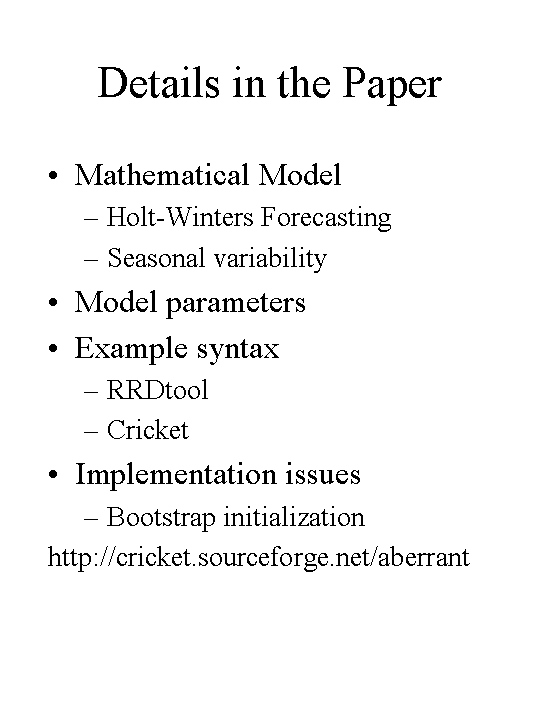 Details in the Paper
• Mathematical Model
– Holt-Winters Forecasting
– Seasonal variability
• Model parameters
• Example syntax
– RRDtool
– Cricket
• Implementation issues
– Bootstrap initialization
http://cricket.sourceforge.net/aberrant